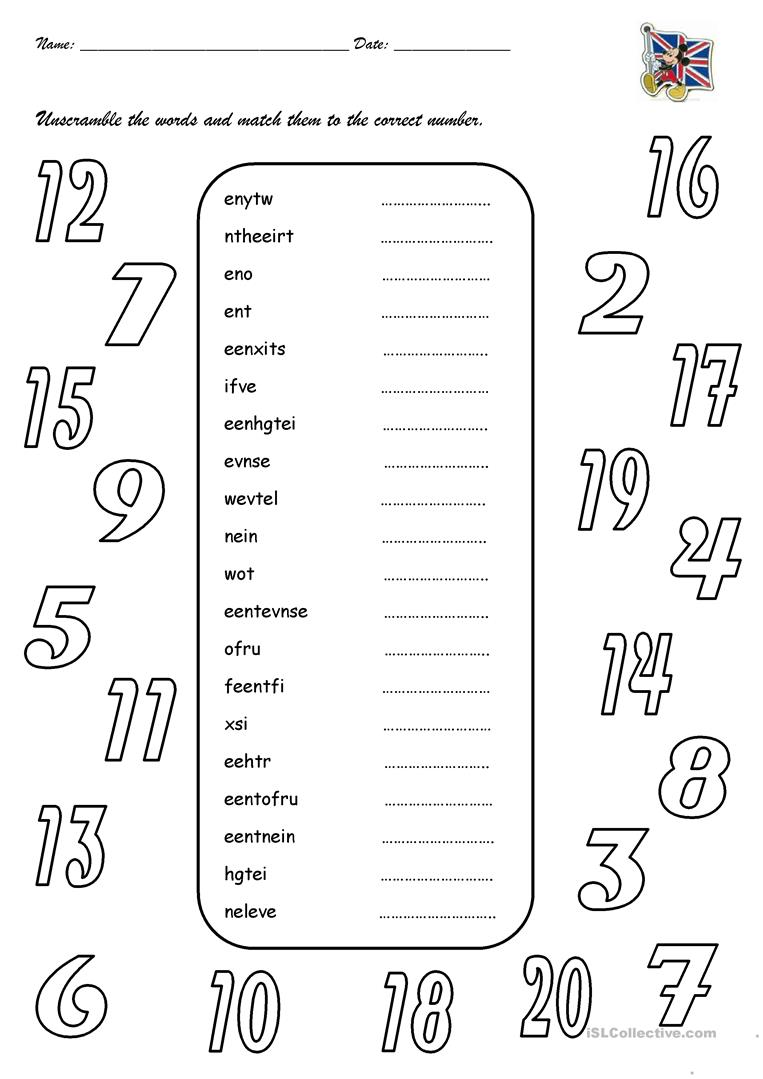 Name: ______________________________ Date: _____________
Unscramble the words and match them to the correct number.
12
16
enytw ……………………...
ntheeirt ……………………….
eno ………………………
7
2
ent ………………………
eenxits ……………………..
17
15
ifve ………………………
eenhgtei ……………………..
evnse ……………………..
9
19
wevtel ……………………..
nein ……………………..
4
wot ……………………..
5
eentevnse ……………………..
ofru ……………………..
14
11
feentfi ………………………
xsi ………………………
eehtr ……………………..
8
eentofru ………………………
13
eentnein ……………………….
3
hgtei ……………………….
neleve ………………………..
6
10
18
20
7
iSLCollective.com